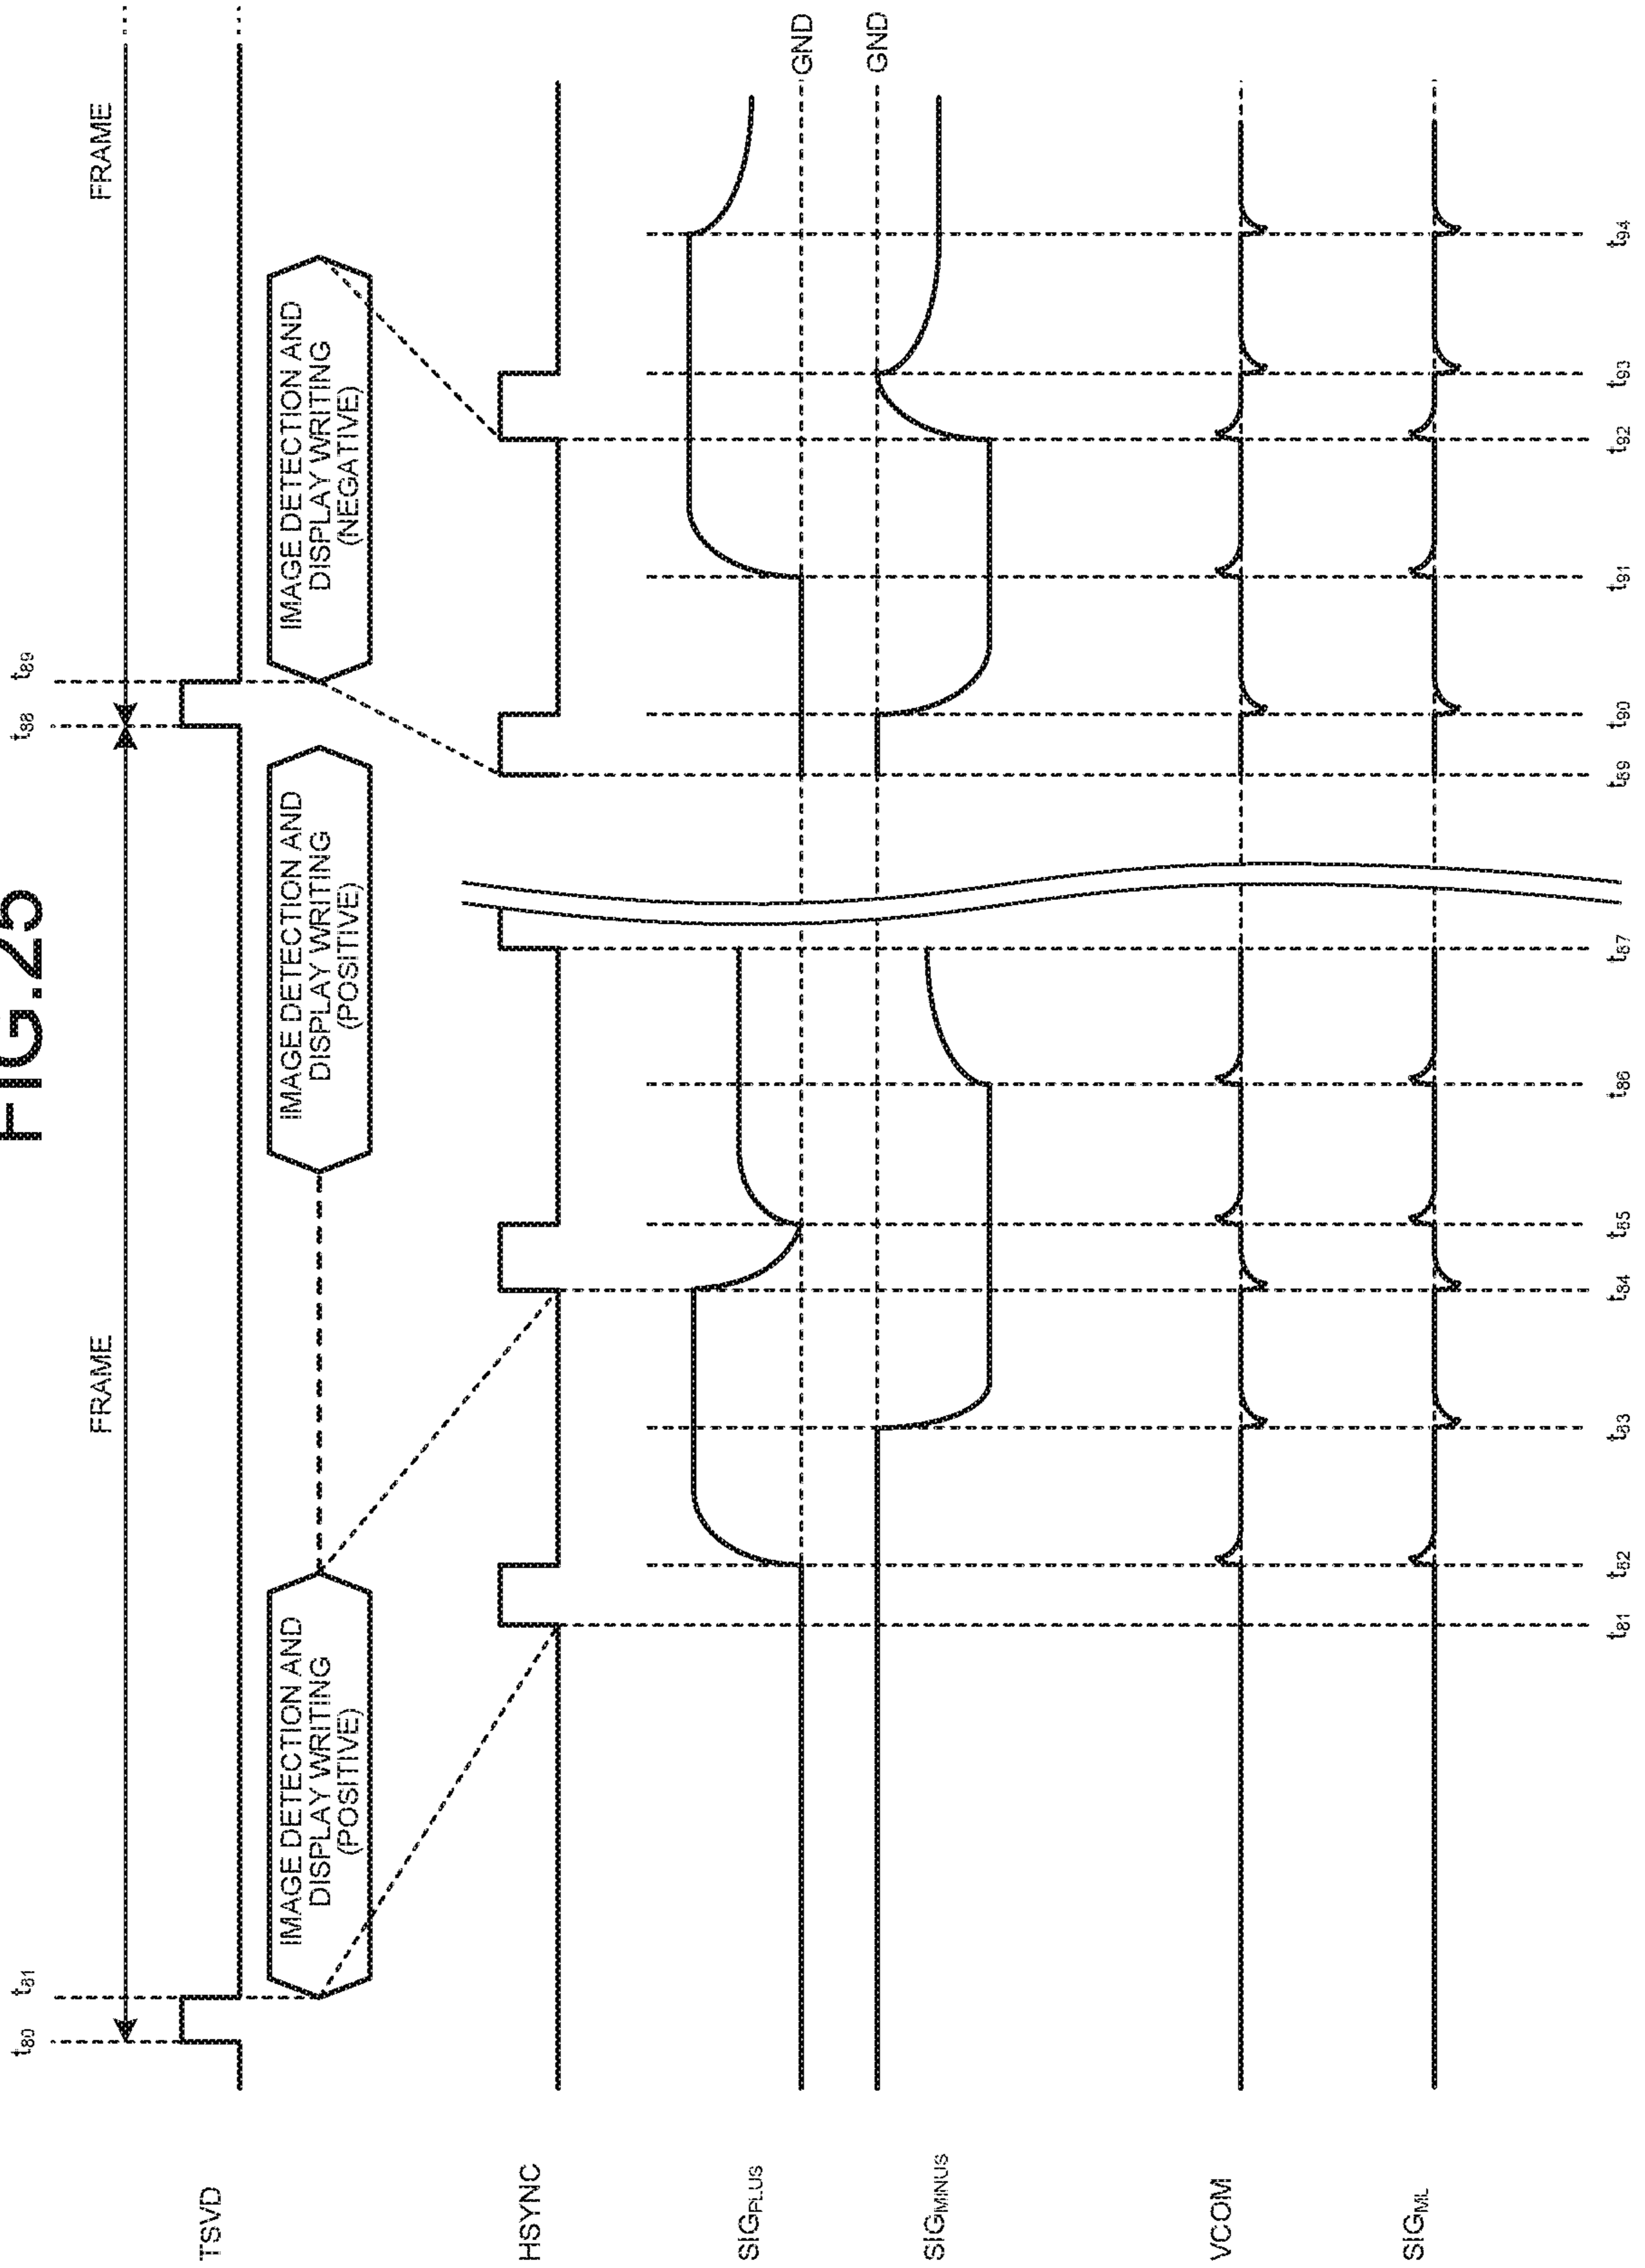 FIG.25
t80 t81 t88 t89
FRAME FRAME
TSVD
IMAGE DETECTION AND
DISPLAY WRITING
(POSITIVE)
IMAGE DETECTION AND
DISPLAY WRITING
(POSITIVE)
IMAGE DETECTION AND
DISPLAY WRITING
(NEGATIVE)
HSYNC
SIGPLUS
GND
SIGMINUS
GND
VCOM
SIGML
t81 t82 t83 t84 t85 t86 t87 t89 t90 t91 t92 t93 t94